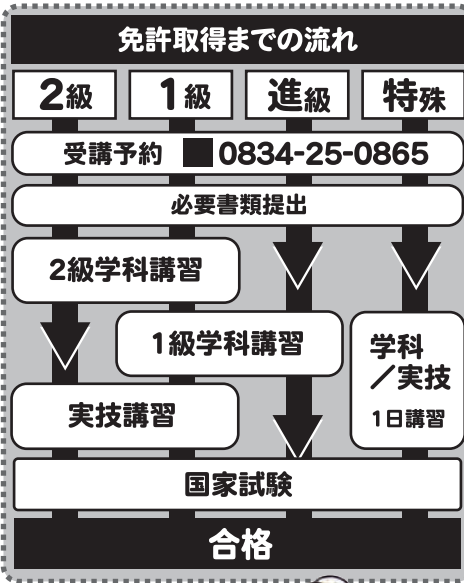 免許取得までの流れ
2級 1級 進級 特殊
受講予約 ■0834-25-0865
必要書類提出
2級学科講習
1級学科講習
学科
／実技
1日講習
実技講習
国家試験
合格